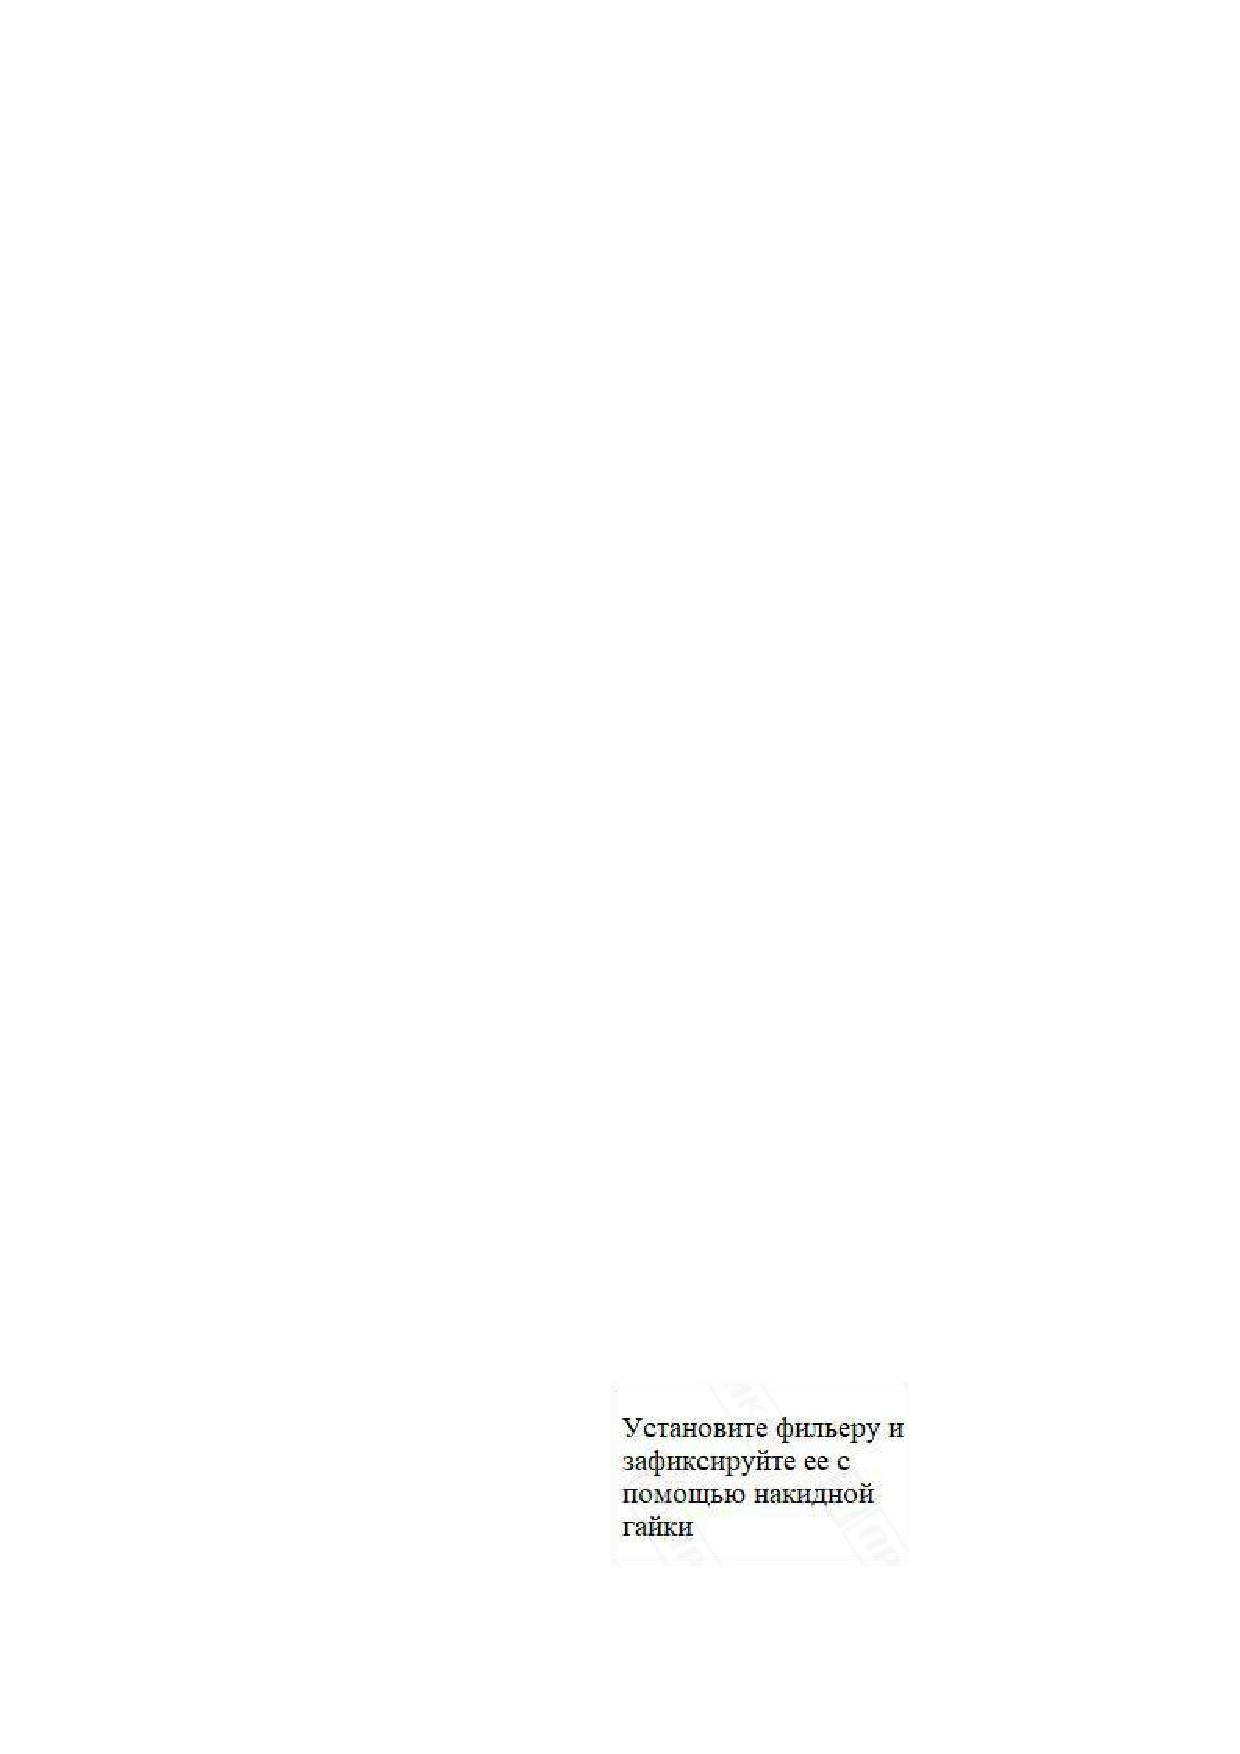 Установите фильеру и
зафиксируйте ее с
помощью накидной
гайки